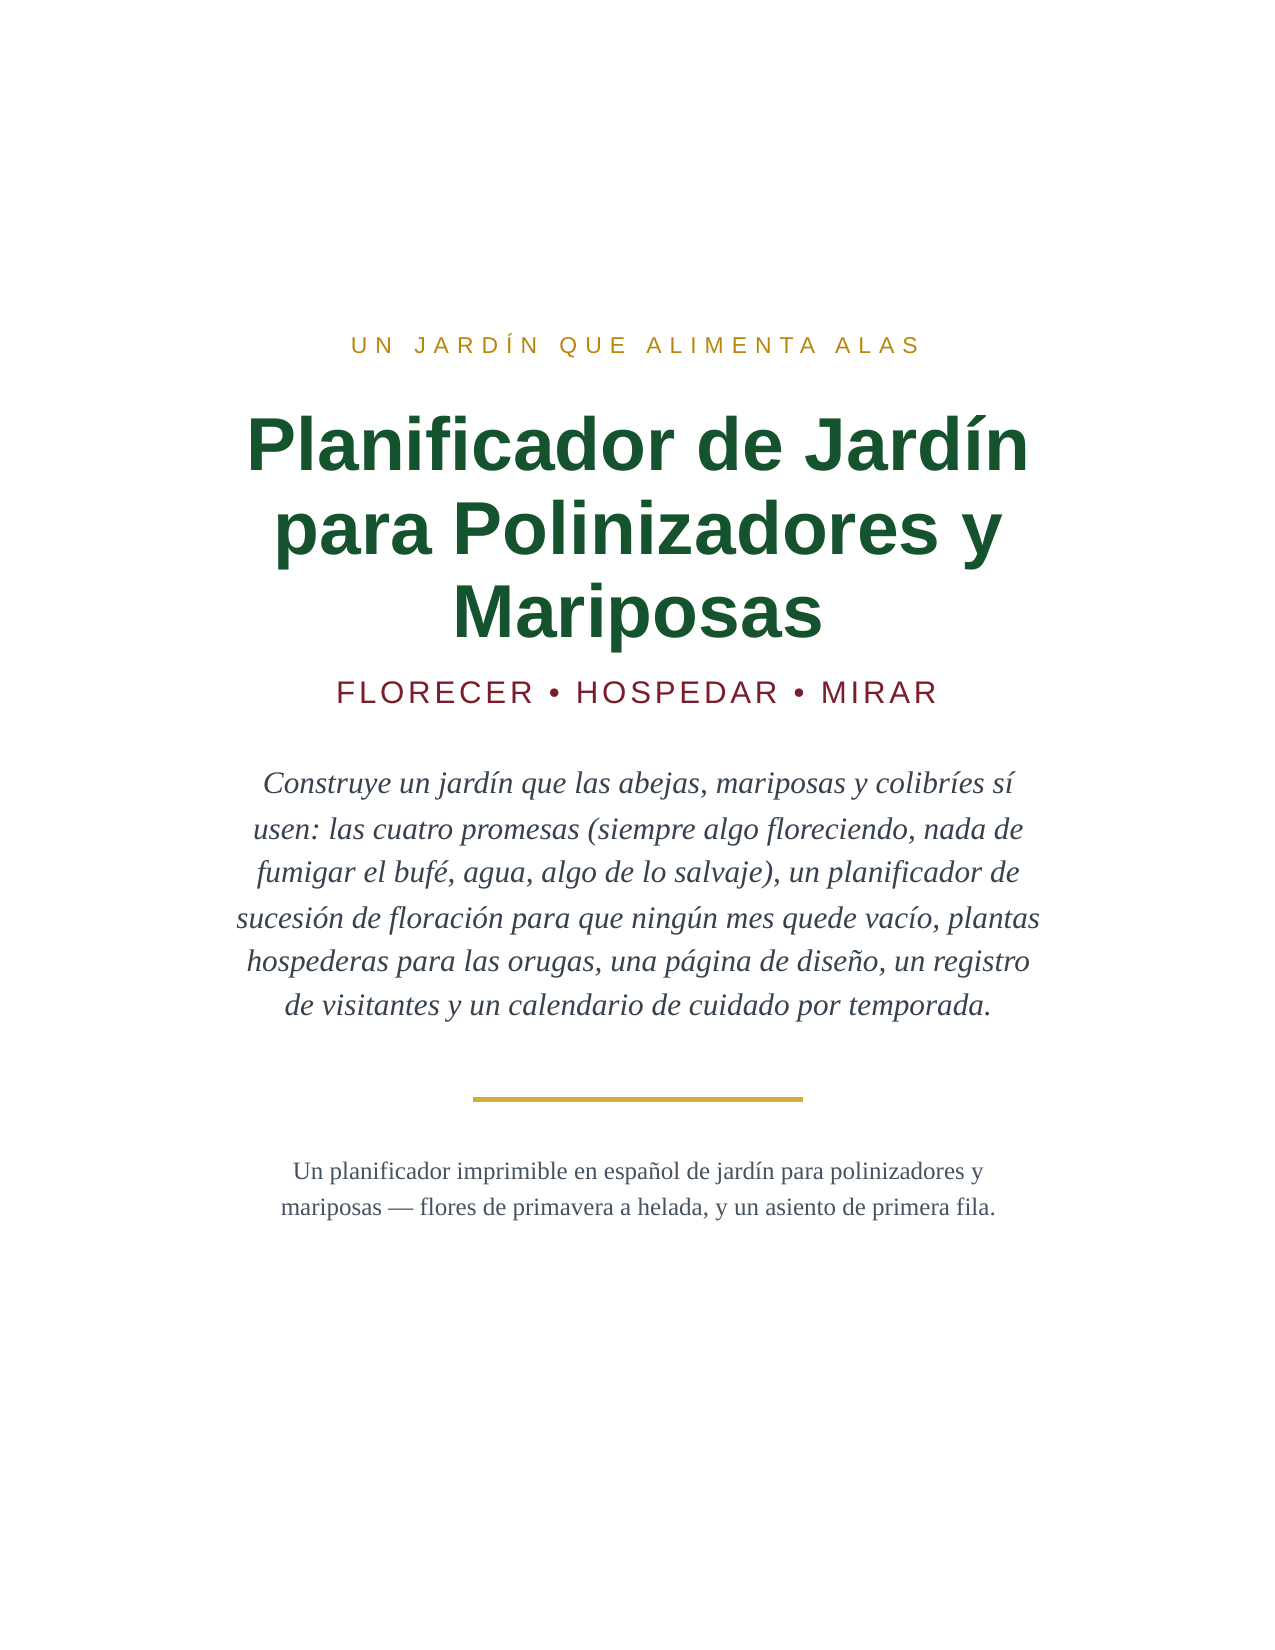 UN JARDÍN QUE ALIMENTA ALAS
Planificador de Jardín
para Polinizadores y
Mariposas
FLORECER • HOSPEDAR • MIRAR
Construye un jardín que las abejas, mariposas y colibríes sí
usen: las cuatro promesas (siempre algo floreciendo, nada de
fumigar el bufé, agua, algo de lo salvaje), un planificador de
sucesión de floración para que ningún mes quede vacío, plantas
hospederas para las orugas, una página de diseño, un registro
de visitantes y un calendario de cuidado por temporada.
Un planificador imprimible en español de jardín para polinizadores y
mariposas — flores de primavera a helada, y un asiento de primera fila.